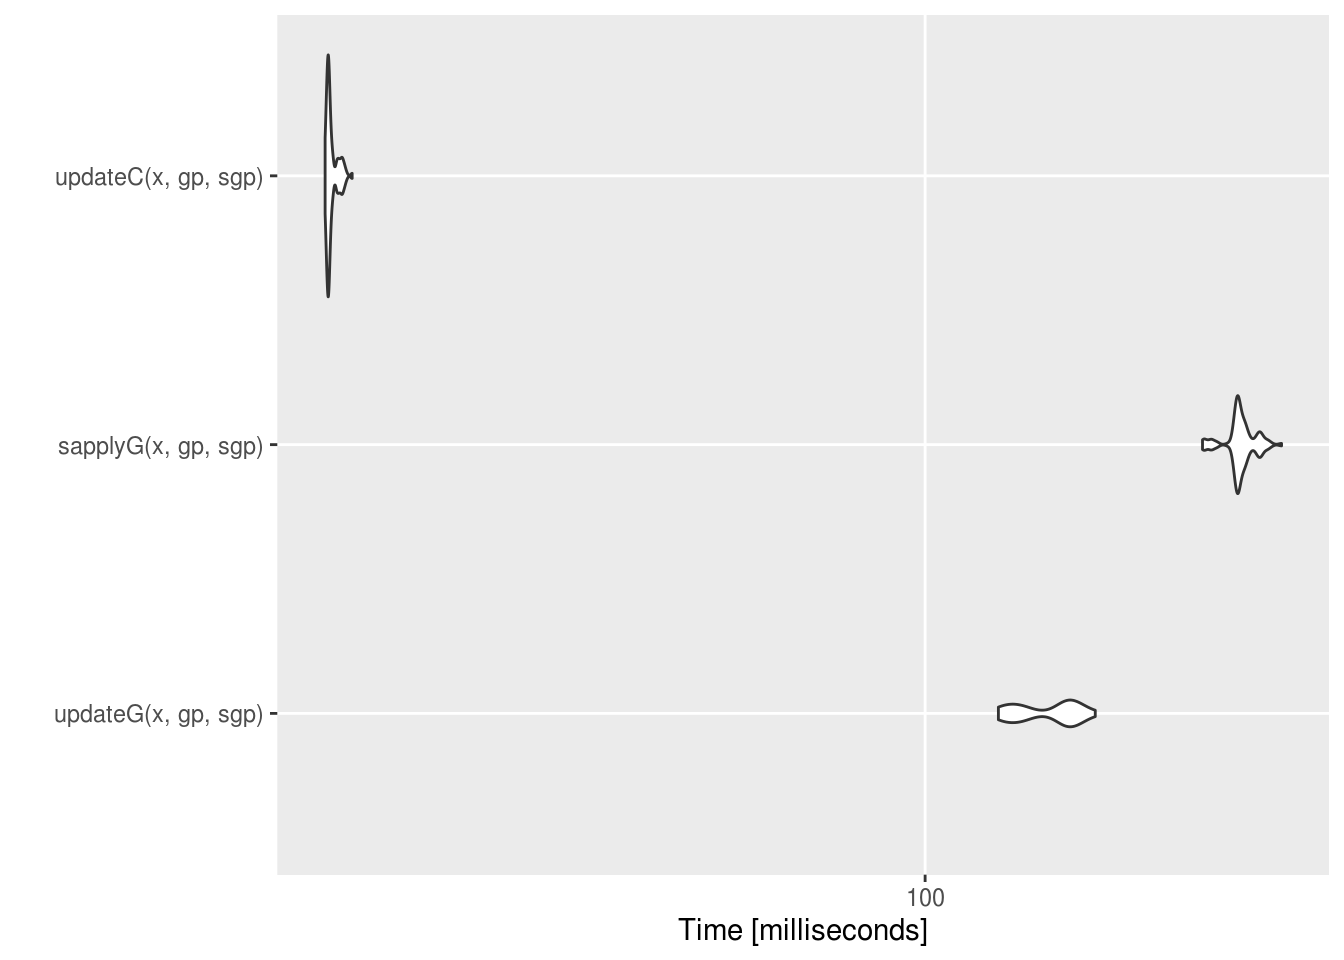 updateC(x, gp, sgp)
sapplyG(x, gp, sgp)
updateG(x, gp, sgp)
100
Time [milliseconds]